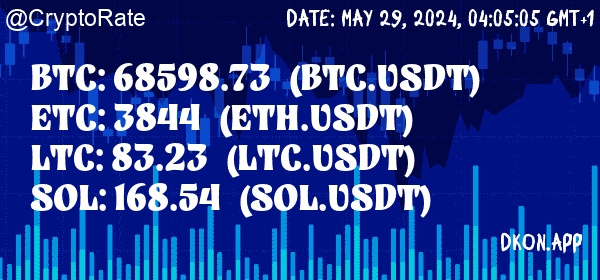 @CryptoRate
DATE: MAY 29, 2024, 04:05:05 GMT+1
BTC: 68598.73 (BTC.USDT)
ETC: 3844 (ETH.USDT)
LTC: 83.23 (LTC.USDT)
SOL: 168.54 (SOL.USDT)
DKON.APP